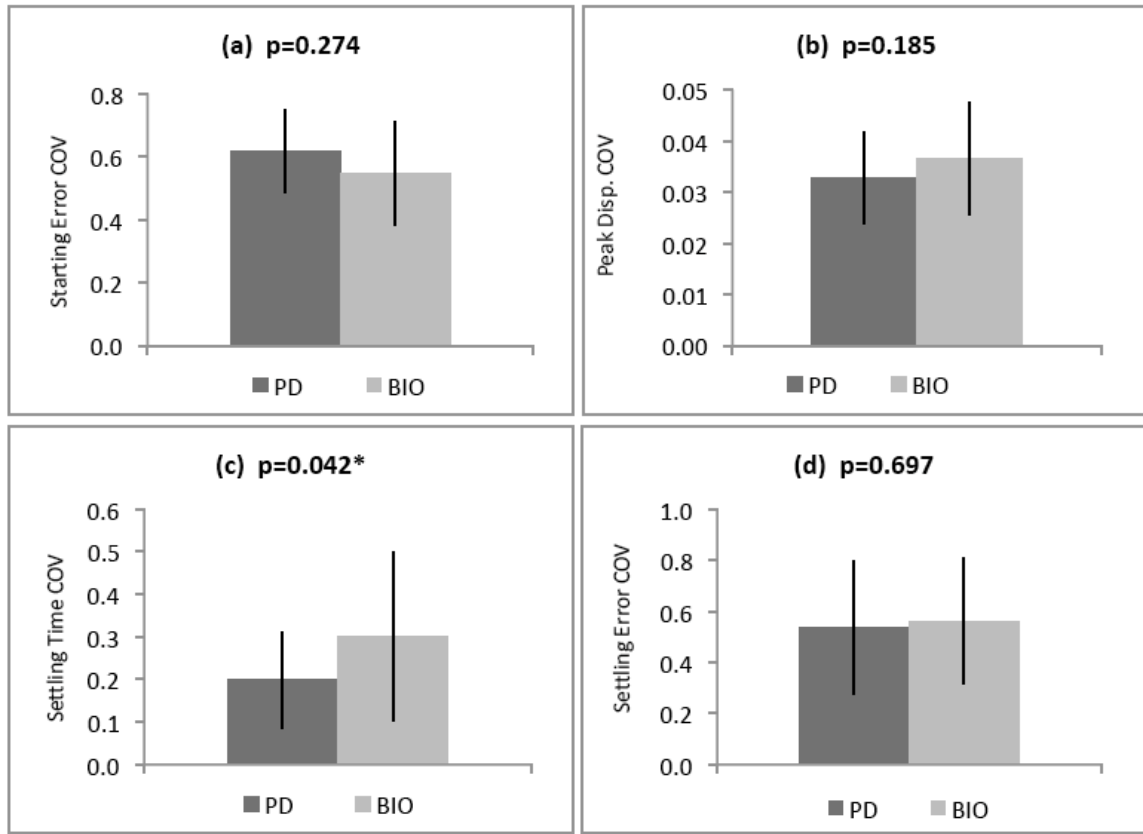 (a) p=0.274
Starting Error COV
0.8
0.6
0.4
0.2
0.0
PD BIO
(b) p=0.185
Peak Disp. COV
0.05
0.04
0.03
0.02
0.01
0.00
PD BIO
(c) p=0.042*
Settling Time COV
0.6
0.5
0.4
0.3
0.2
0.1
0.0
PD BIO
(d) p=0.697
Settling Error COV
1.0
0.8
0.6
0.4
0.2
0.0
PD BIO